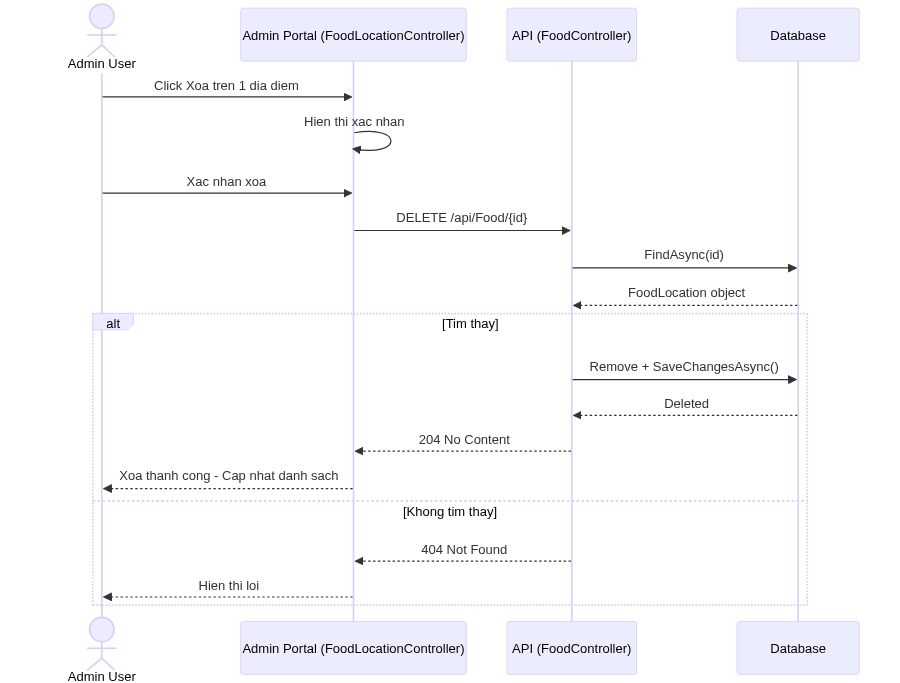 Admin User
Admin Portal (FoodLocationController)
API (FoodController)
Database
Click Xoa tren 1 dia diem
Hien thi xac nhan
Xac nhan xoa
DELETE /api/Food/{id}
FindAsync(id)
FoodLocation object
alt
[Tim thay]
Remove + SaveChangesAsync()
Deleted
204 No Content
Xoa thanh cong - Cap nhat danh sach
[Khong tim thay]
404 Not Found
Hien thi loi
Admin User
Admin Portal (FoodLocationController)
API (FoodController)
Database